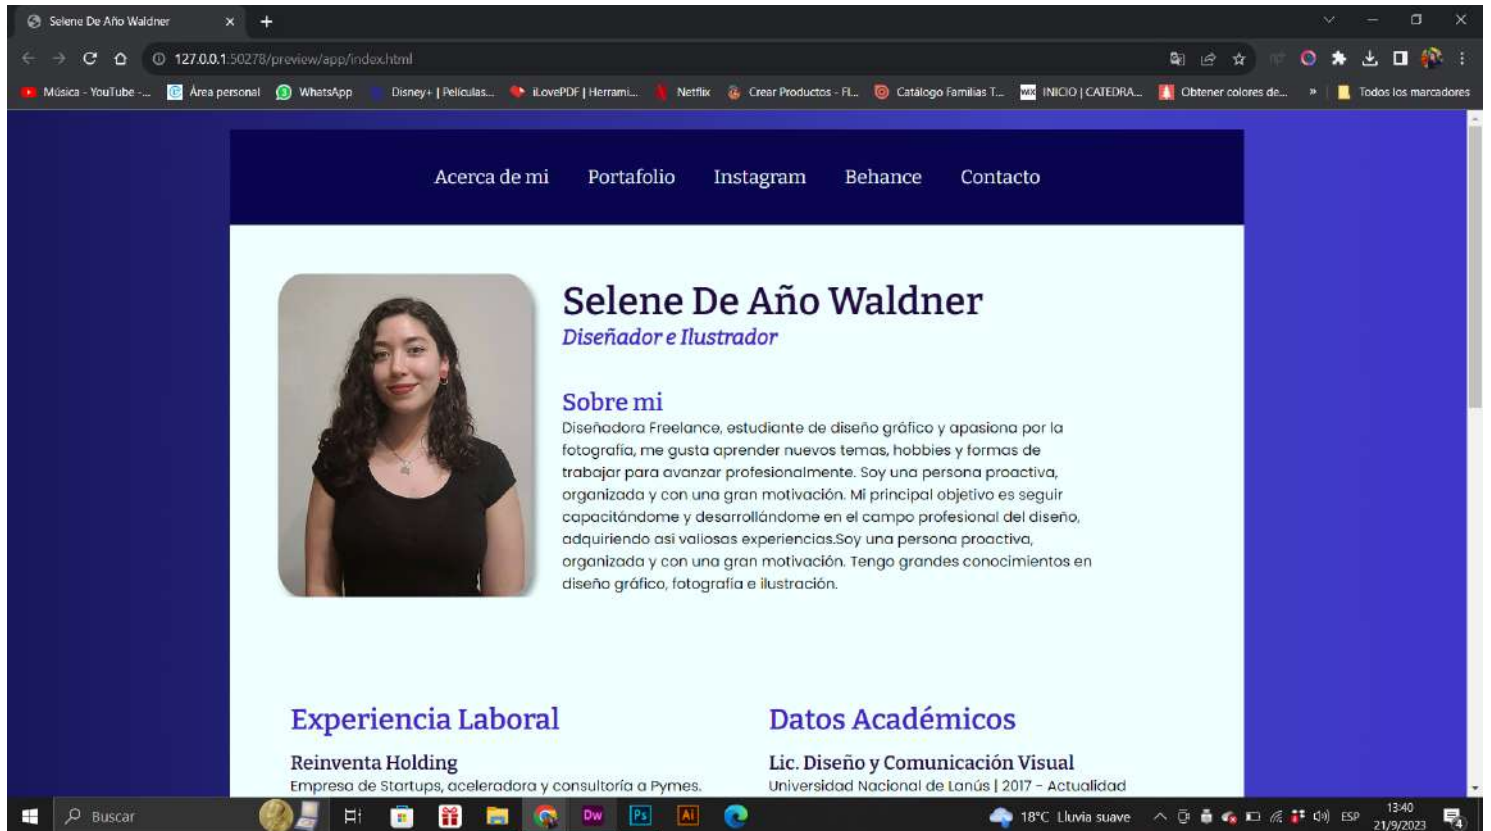 Selene De Año Waldner
127.0.0.1:50278/preview/app/index.html
Música - YouTube -...
Área personal
WhatsApp
Disney+ | Películas...
iLovePDF | Herrami...
Netflix
Crear Productos - Fl...
Catálogo Familias T...
INICIO | CATEDRA...
Obtener colores de...
»
Todos los marcadores
Acerca de mi
Portafolio
Instagram
Behance
Contacto
Selene De Año Waldner
Diseñador e Ilustrador
Sobre mi
Diseñadora Freelance, estudiante de diseño gráfico y apasiona por la
fotografía, me gusta aprender nuevos temas, hobbies y formas de
trabajar para avanzar profesionalmente. Soy una persona proactiva,
organizada y con una gran motivación. Mi principal objetivo es seguir
capacitándome y desarrollándome en el campo profesional del diseño,
adquiriendo asi valiosas experiencias.Soy una persona proactiva,
organizada y con una gran motivación. Tengo grandes conocimientos en
diseño gráfico, fotografía e ilustración.
Experiencia Laboral
Reinventa Holding
Empresa de Startups, aceleradora y consultoría a Pymes.
Datos Académicos
Lic. Diseño y Comunicación Visual
Universidad Nacional de Lanús | 2017 - Actualidad
Buscar
Dw
Ps
Ai
18°C Lluvia suave
ESP
13:40
21/9/2023
4